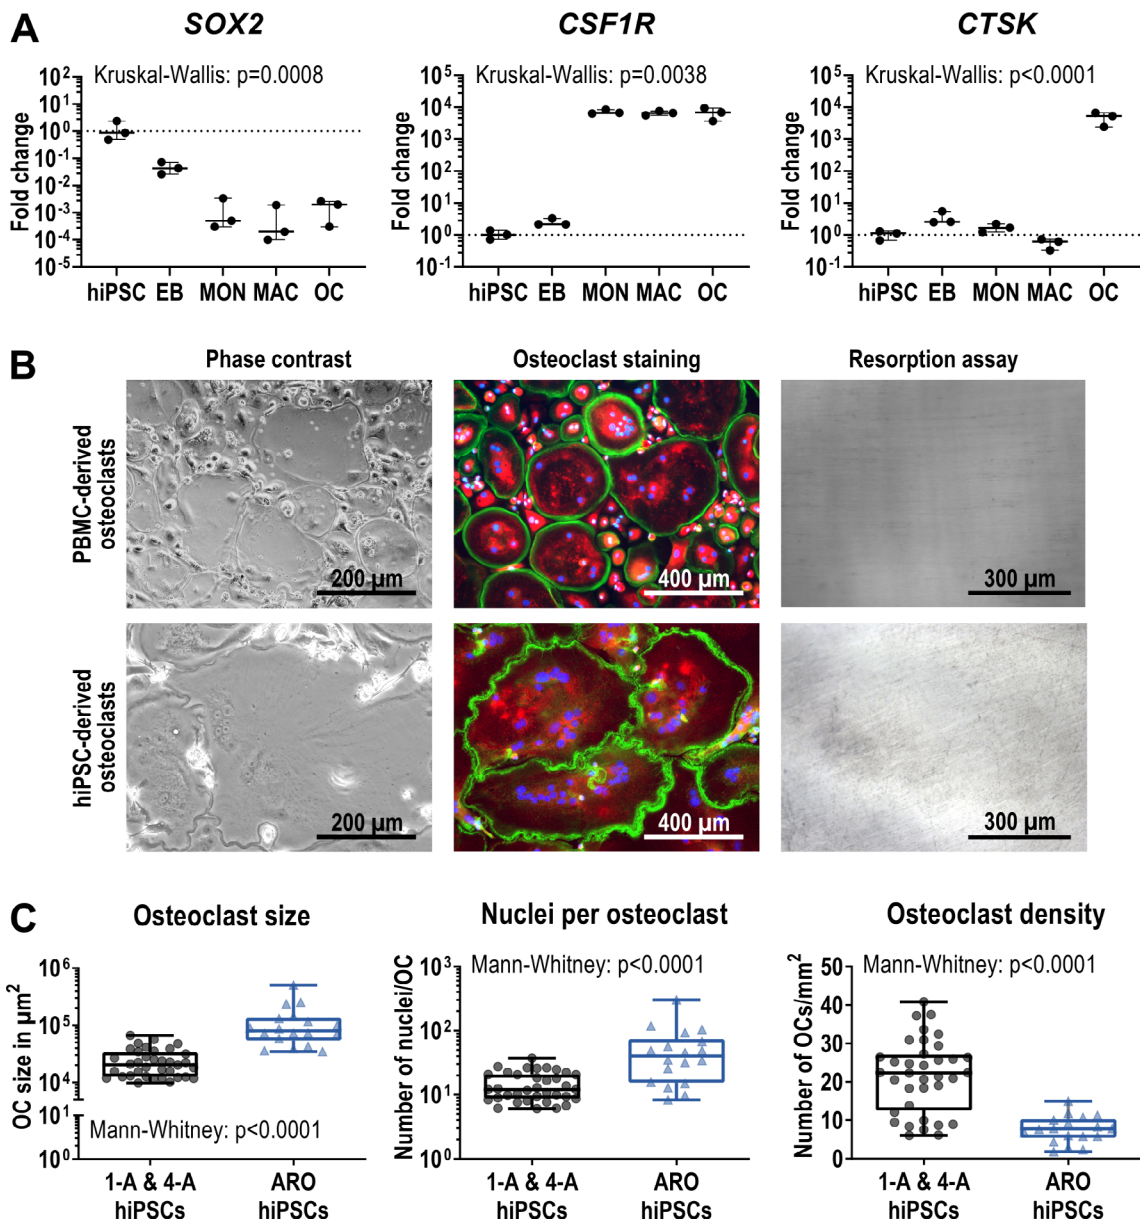 A
SOX2
CSF1R
CTSK
Kruskal-Wallis: p=0.0008
Kruskal-Wallis: p=0.0038
Kruskal-Wallis: p<0.0001
Fold change
10²
10¹
10⁰
10⁻¹
10⁻²
10⁻³
10⁻⁴
10⁻⁵
hiPSC EB MON MAC OC
Fold change
10⁵
10⁴
10³
10²
10¹
10⁰
10⁻¹
hiPSC EB MON MAC OC
Fold change
10⁵
10⁴
10³
10²
10¹
10⁰
10⁻¹
hiPSC EB MON MAC OC
B
Phase contrast
Osteoclast staining
Resorption assay
PBMC-derived
osteoclasts
200 µm
400 µm
300 µm
hiPSC-derived
osteoclasts
200 µm
400 µm
300 µm
C
Osteoclast size
Nuclei per osteoclast
Osteoclast density
OC size in µm²
10⁶
10⁵
10⁴
10¹
10⁰
Mann-Whitney: p<0.0001
1-A & 4-A
hiPSCs
ARO
hiPSCs
Number of nuclei/OC
10³
10²
10¹
10⁰
Mann-Whitney: p<0.0001
1-A & 4-A
hiPSCs
ARO
hiPSCs
Number of OCs/mm²
50
40
30
20
10
0
Mann-Whitney: p<0.0001
1-A & 4-A
hiPSCs
ARO
hiPSCs